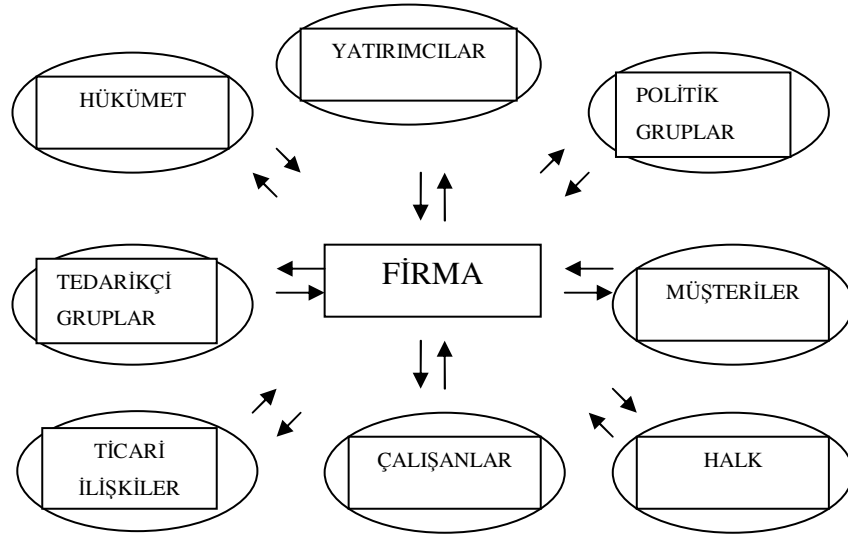 YATIRIMCILAR
HÜKÜMET
POLİTİK
GRUPLAR
TEDARİKÇİ
GRUPLAR
FİRMA
MÜŞTERİLER
TİCARİ
İLİŞKİLER
ÇALIŞANLAR
HALK